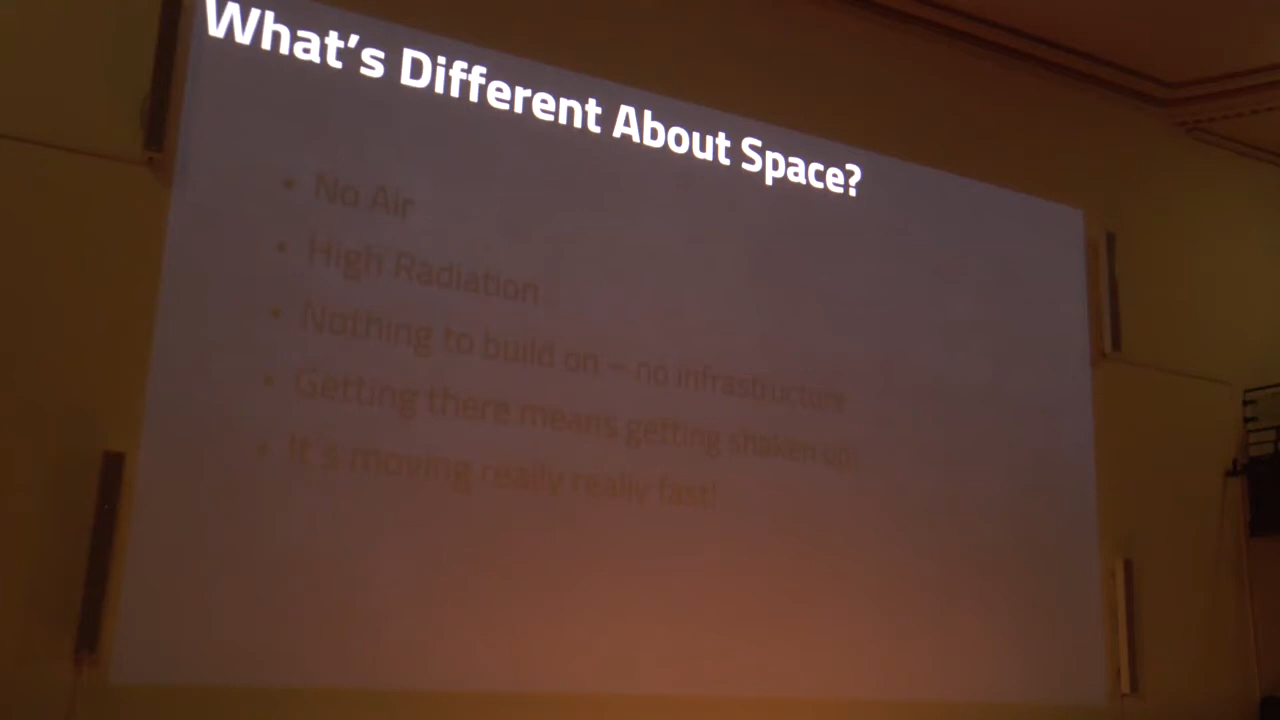 What's Different About Space?
• No Air
• High Radiation
• Nothing to build on – no infrastructure
• Getting there means getting shaken up!
• It's moving really really fast!